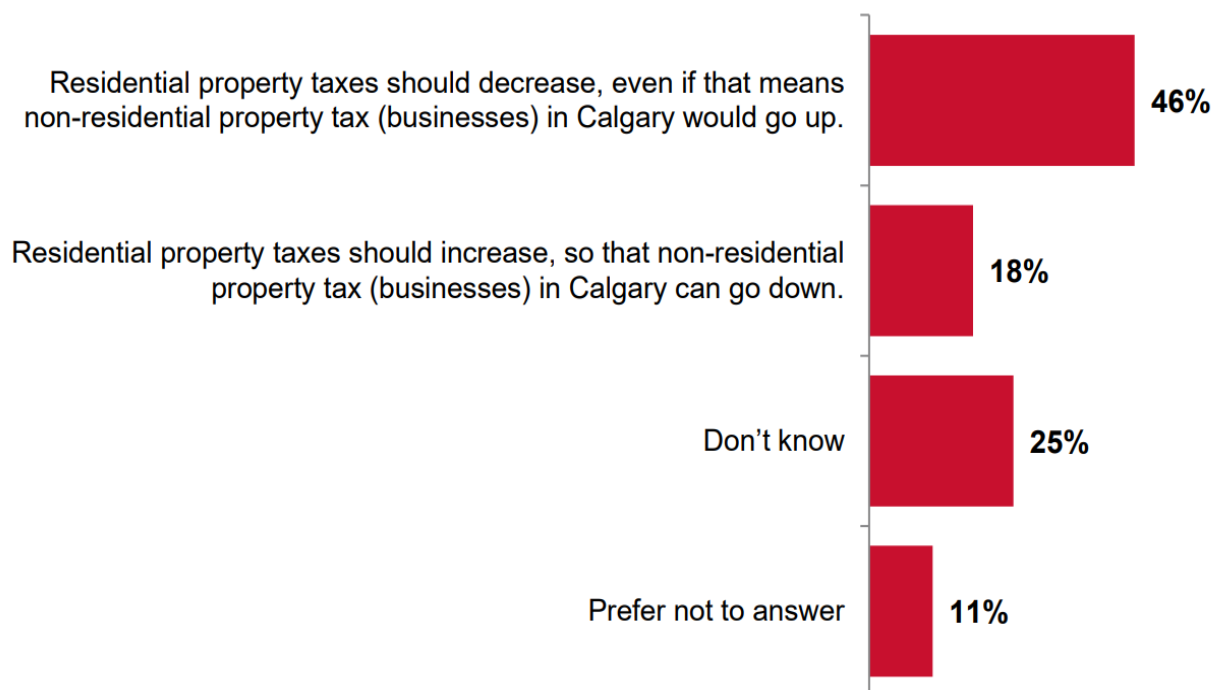 Residential property taxes should decrease, even if that means
non-residential property tax (businesses) in Calgary would go up.
46%
Residential property taxes should increase, so that non-residential
property tax (businesses) in Calgary can go down.
18%
Don’t know
25%
Prefer not to answer
11%